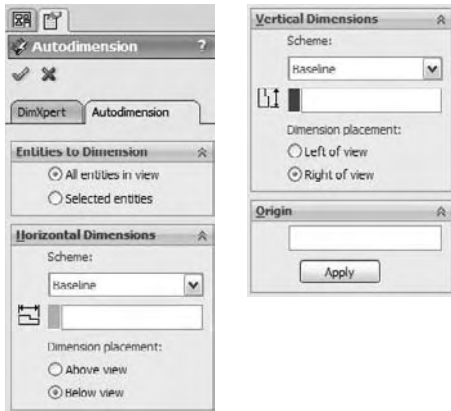 Autodimension
?
DimXpert
Autodimension
Entities to Dimension
All entities in view
Selected entities
Horizontal Dimensions
Scheme:
Baseline
Dimension placement:
Above view
Below view
Vertical Dimensions
Scheme:
Baseline
Dimension placement:
Left of view
Right of view
Origin
Apply